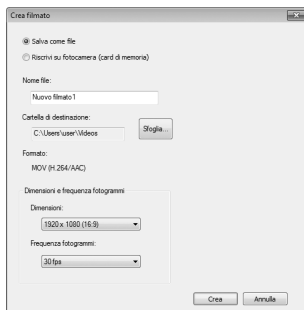 Crea filmato
Salva come file
Riscrivi su fotocamera (card di memoria)
Nome file:
Nuovo filmato1
Cartella di destinazione:
C:\Users\user\Videos
Sfoglia...
Formato:
MOV (H.264/AAC)
Dimensioni e frequenza fotogrammi
Dimensioni:
1920 x 1080 (16:9)
Frequenza fotogrammi:
30 fps
Crea
Annulla